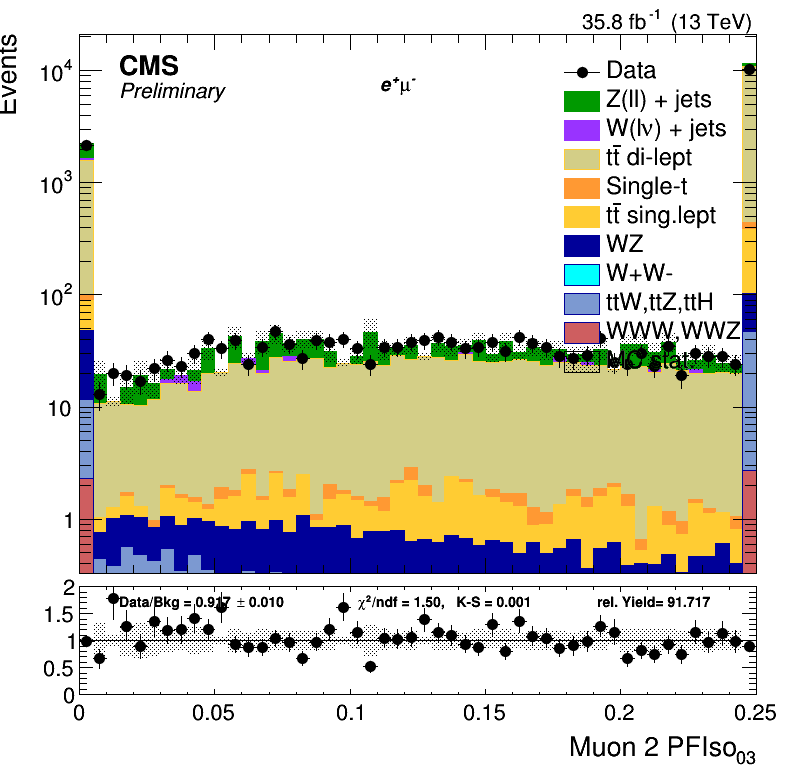 35.8 fb⁻¹ (13 TeV)
Events
CMS
Preliminary
e⁺μ⁻
Data
Z(ll) + jets
W(lν) + jets
tt̄ di-lept
Single-t
tt̄ sing.lept
WZ
W+W-
ttW,ttZ,ttH
WWW,WWZ
MC stat.
10⁴
10³
10²
10
1
2
1.5
1
0.5
0
Data/Bkg = 0.917 ± 0.010
χ²/ndf = 1.50, K-S = 0.001
rel. Yield= 91.717
0 0.05 0.1 0.15 0.2 0.25
Muon 2 PFIso₀₃